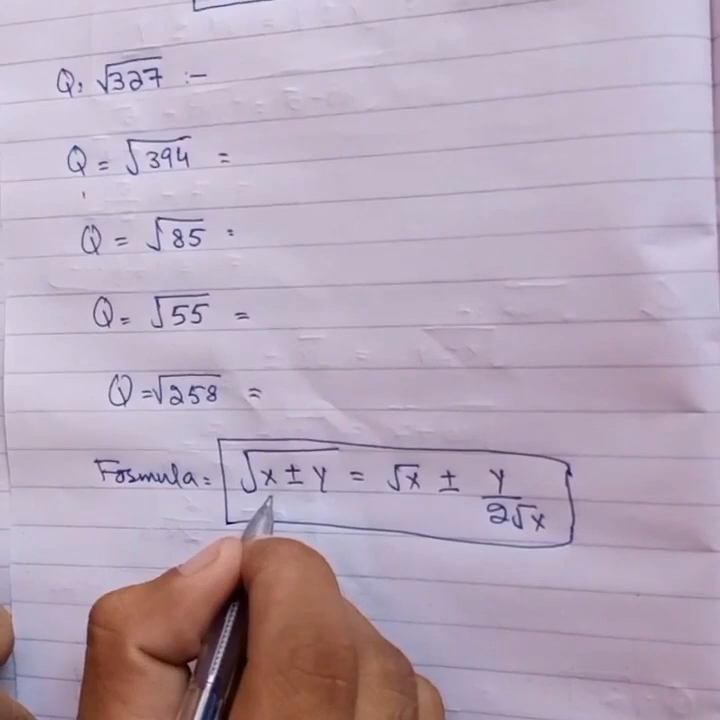 Q. √327 :-
Q = √394 =
Q = √85 =
Q = √55 =
Q = √258 =
Formula = √x ± y = √x ± y/2√x